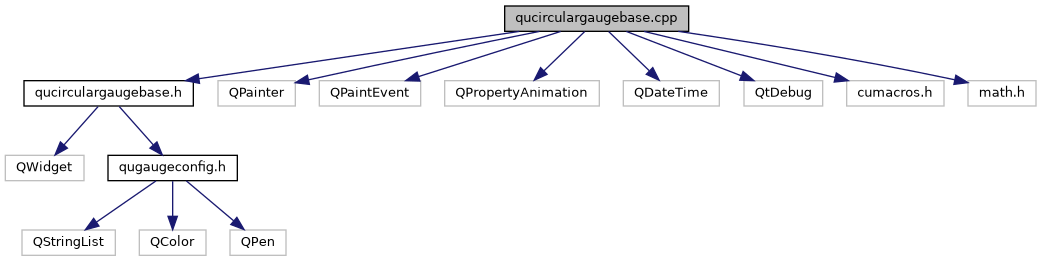 qucirculargaugebase.cpp
qucirculargaugebase.h
QPainter
QPaintEvent
QPropertyAnimation
QDateTime
QtDebug
cumacros.h
math.h
QWidget
qugaugeconfig.h
QStringList
QColor
QPen